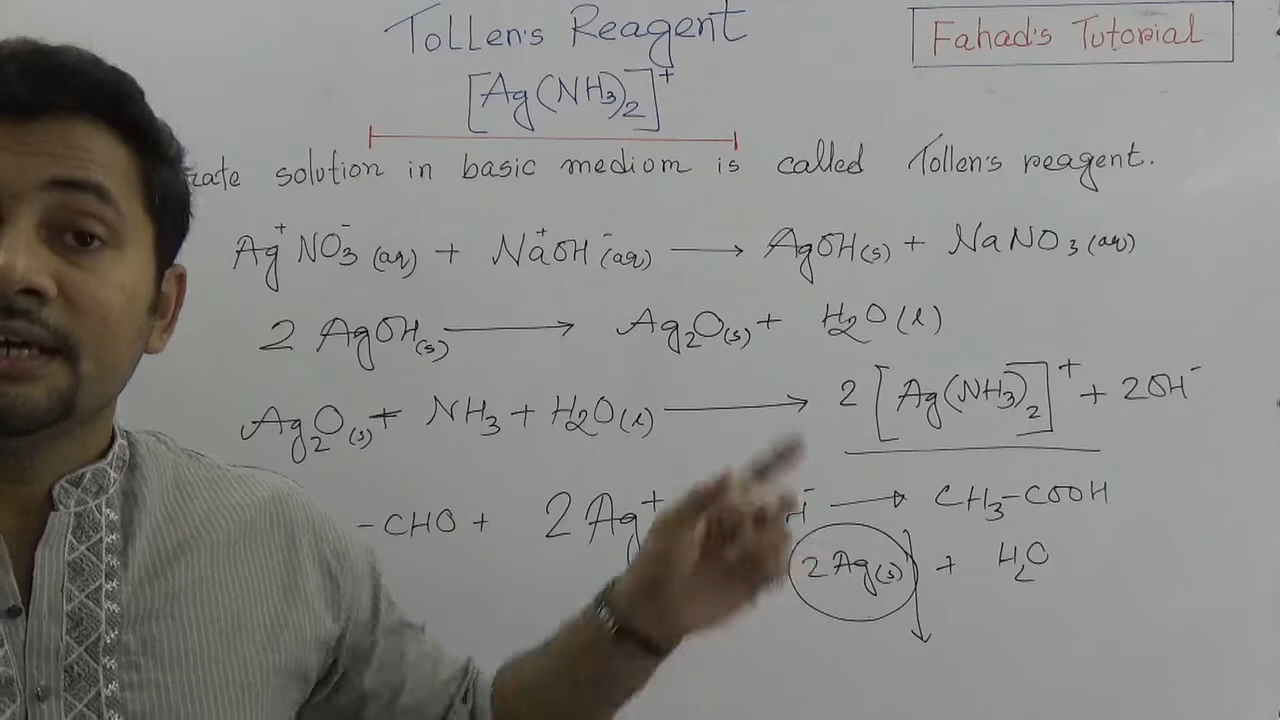 Tollen's Reagent
Fahad's Tutorial
[Ag(NH3)2]+
solution in basic mediom is called Tollen's reagent.
Ag+ NO3- (aq) + Na+OH- (aq) → AgOH(s) + NaNO3 (aq)
2 AgOH(s) → Ag2O(s) + H2O(l)
Ag2O(s) + NH3 + H2O(l) → 2 [Ag(NH3)2]+ + 2OH-
-CHO + 2Ag+ → CH3-COOH
2Ag(s) ↓ + H2O